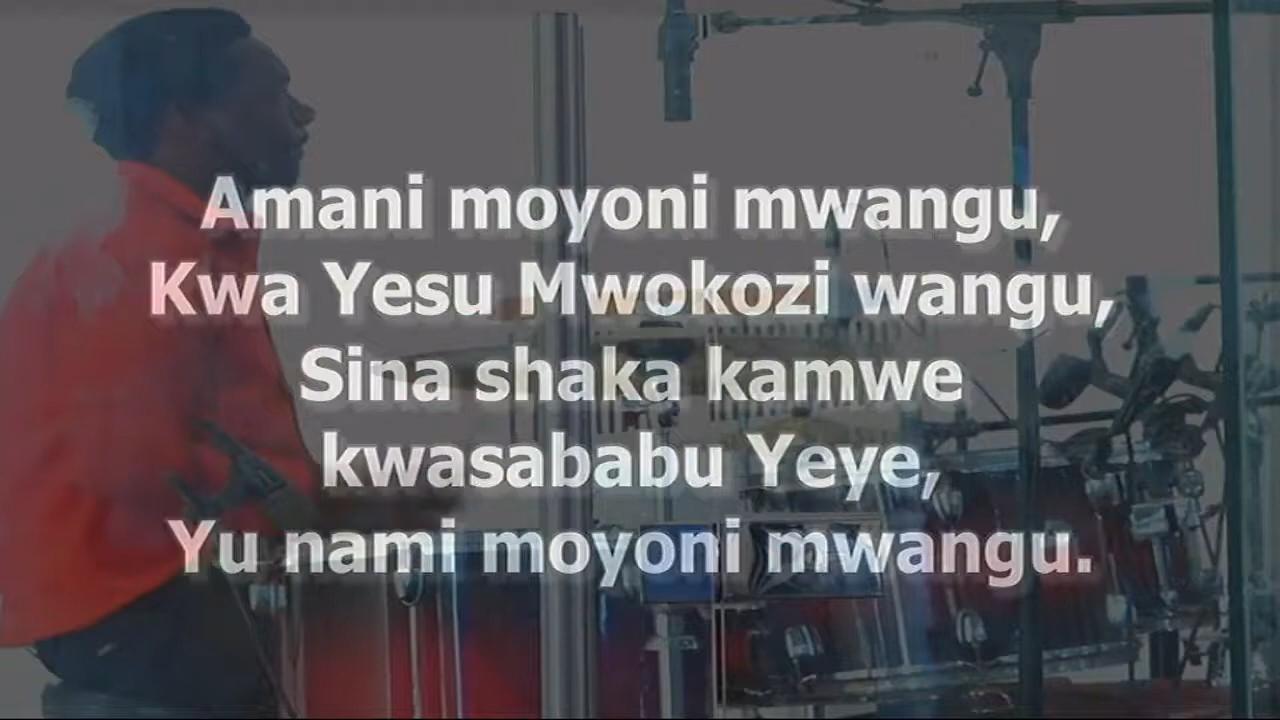 Amani moyoni mwangu,
Kwa Yesu Mwokozi wangu,
Sina shaka kamwe
kwasababu Yeye,
Yu nami moyoni mwangu.